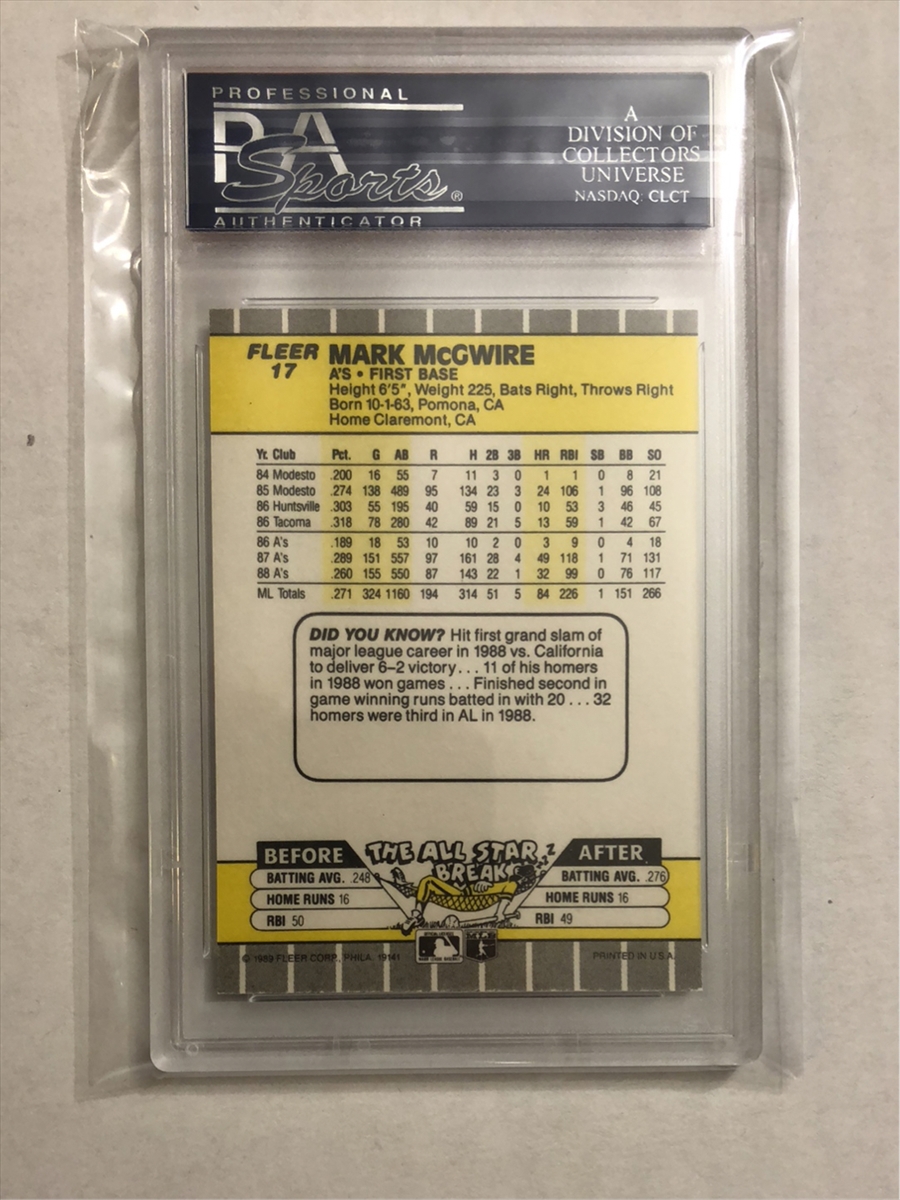 PROFESSIONAL
PSA
Sports®
AUTHENTICATOR
A
DIVISION OF
COLLECTORS
UNIVERSE
NASDAQ: CLCT
FLEER
17
MARK McGWIRE
A'S • FIRST BASE
Height 6'5", Weight 225, Bats Right, Throws Right
Born 10-1-63, Pomona, CA
Home Claremont, CA
Yr. Club Pct. G AB R H 2B 3B HR RBI SB BB SO
84 Modesto .200 16 55 7 11 3 0 1 1 0 8 21
85 Modesto .274 138 489 95 134 23 3 24 106 1 96 108
86 Huntsville .303 55 195 40 59 15 0 10 53 3 46 45
86 Tacoma .318 78 280 42 89 21 5 13 59 1 42 67
86 A's .189 18 53 10 10 2 0 3 9 0 4 18
87 A's .289 151 557 97 161 28 4 49 118 1 71 131
88 A's .260 155 550 87 143 22 1 32 99 0 76 117
ML Totals .271 324 1160 194 314 51 5 84 226 1 151 266
DID YOU KNOW? Hit first grand slam of
major league career in 1988 vs. California
to deliver 6–2 victory... 11 of his homers
in 1988 won games... Finished second in
game winning runs batted in with 20... 32
homers were third in AL in 1988.
BEFORE THE ALL STAR BREAK AFTER
BATTING AVG. .248 BATTING AVG. .276
HOME RUNS 16 HOME RUNS 16
RBI 50 RBI 49
© 1989 FLEER CORP., PHILA. 19141 PRINTED IN U.S.A.